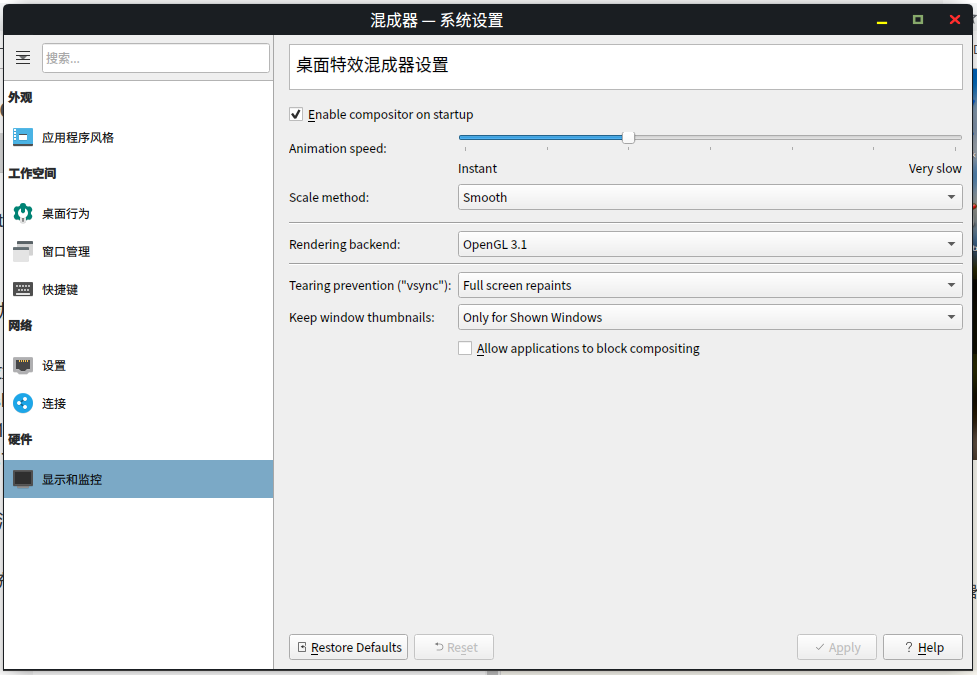 混成器 — 系统设置
搜索...
外观
应用程序风格
工作空间
桌面行为
窗口管理
快捷键
网络
设置
连接
硬件
显示和监控
桌面特效混成器设置
Enable compositor on startup
Animation speed:
Instant Very slow
Scale method: Smooth
Rendering backend: OpenGL 3.1
Tearing prevention ("vsync"): Full screen repaints
Keep window thumbnails: Only for Shown Windows
Allow applications to block compositing
Restore Defaults Reset Apply ? Help